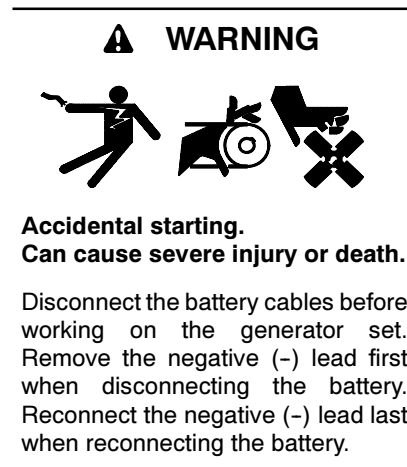 WARNING
Accidental starting.
Can cause severe injury or death.
Disconnect the battery cables before
working on the generator set.
Remove the negative (−) lead first
when disconnecting the battery.
Reconnect the negative (−) lead last
when reconnecting the battery.